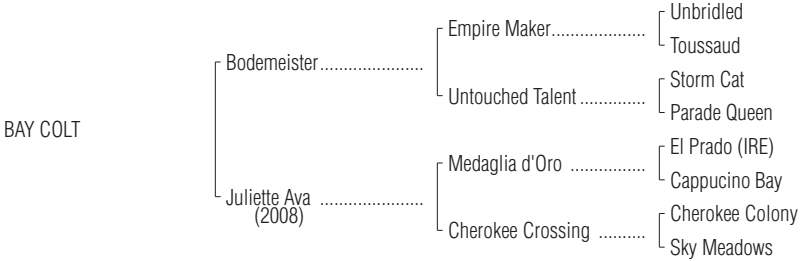 Unbridled
Empire Maker....................
Toussaud
Bodemeister......................
Storm Cat
Untouched Talent ..............
Parade Queen
BAY COLT
El Prado (IRE)
Medaglia d'Oro ................
Cappucino Bay
Juliette Ava ......................
(2008)
Cherokee Colony
Cherokee Crossing ..........
Sky Meadows